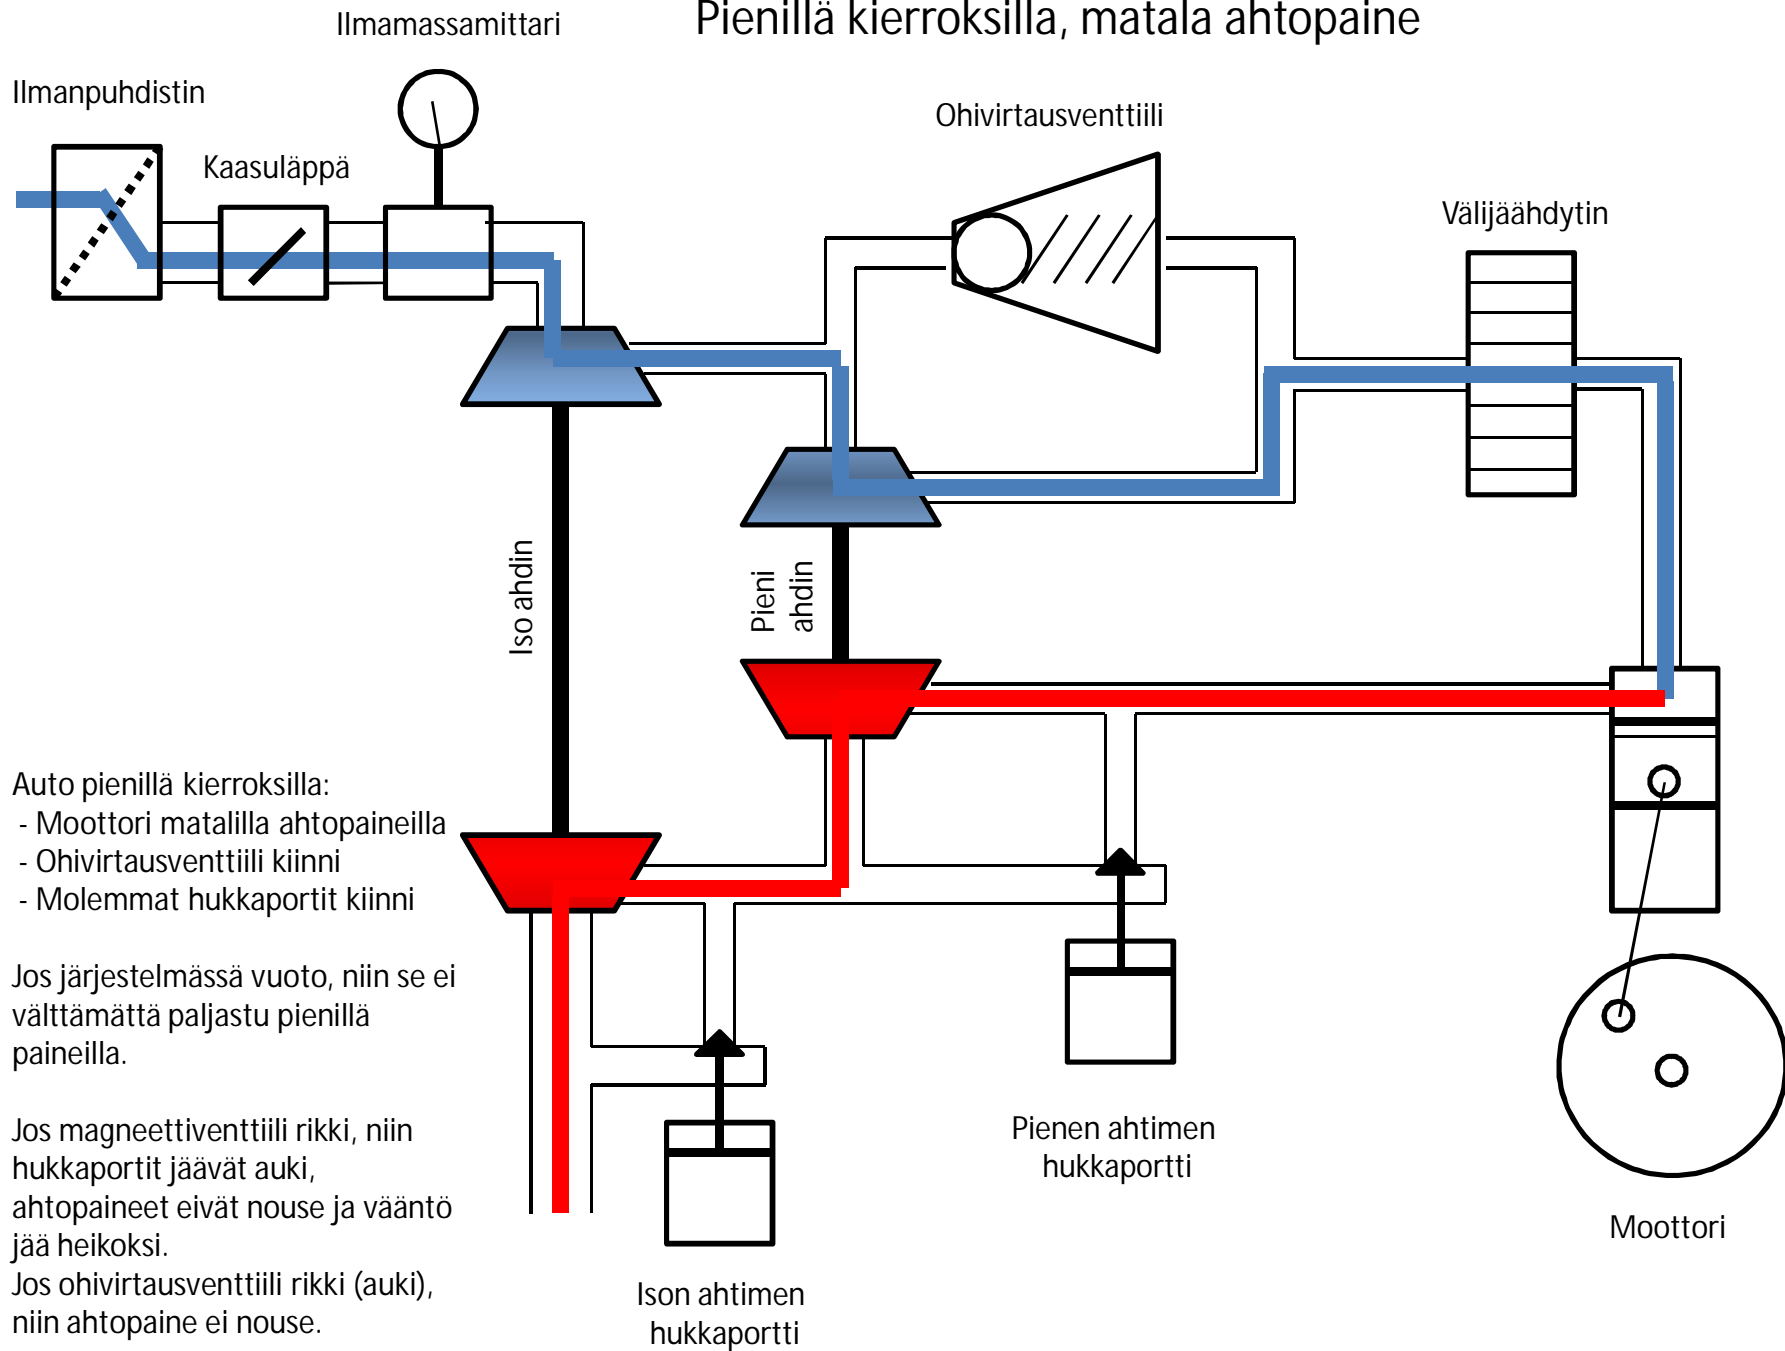 Pienillä kierroksilla, matala ahtopaine
Ilmamassamittari
Ilmanpuhdistin
Kaasuläppä
Ohivirtausventtiili
Välijäähdytin
Iso ahdin
Pieni
ahdin
Auto pienillä kierroksilla:
- Moottori matalilla ahtopaineilla
- Ohivirtausventtiili kiinni
- Molemmat hukkaportit kiinni
Jos järjestelmässä vuoto, niin se ei
välttämättä paljastu pienillä
paineilla.
Jos magneettiventtiili rikki, niin
hukkaportit jäävät auki,
ahtopaineet eivät nouse ja vääntö
jää heikoksi.
Jos ohivirtausventtiili rikki (auki),
niin ahtopaine ei nouse.
Ison ahtimen
hukkaportti
Pienen ahtimen
hukkaportti
Moottori